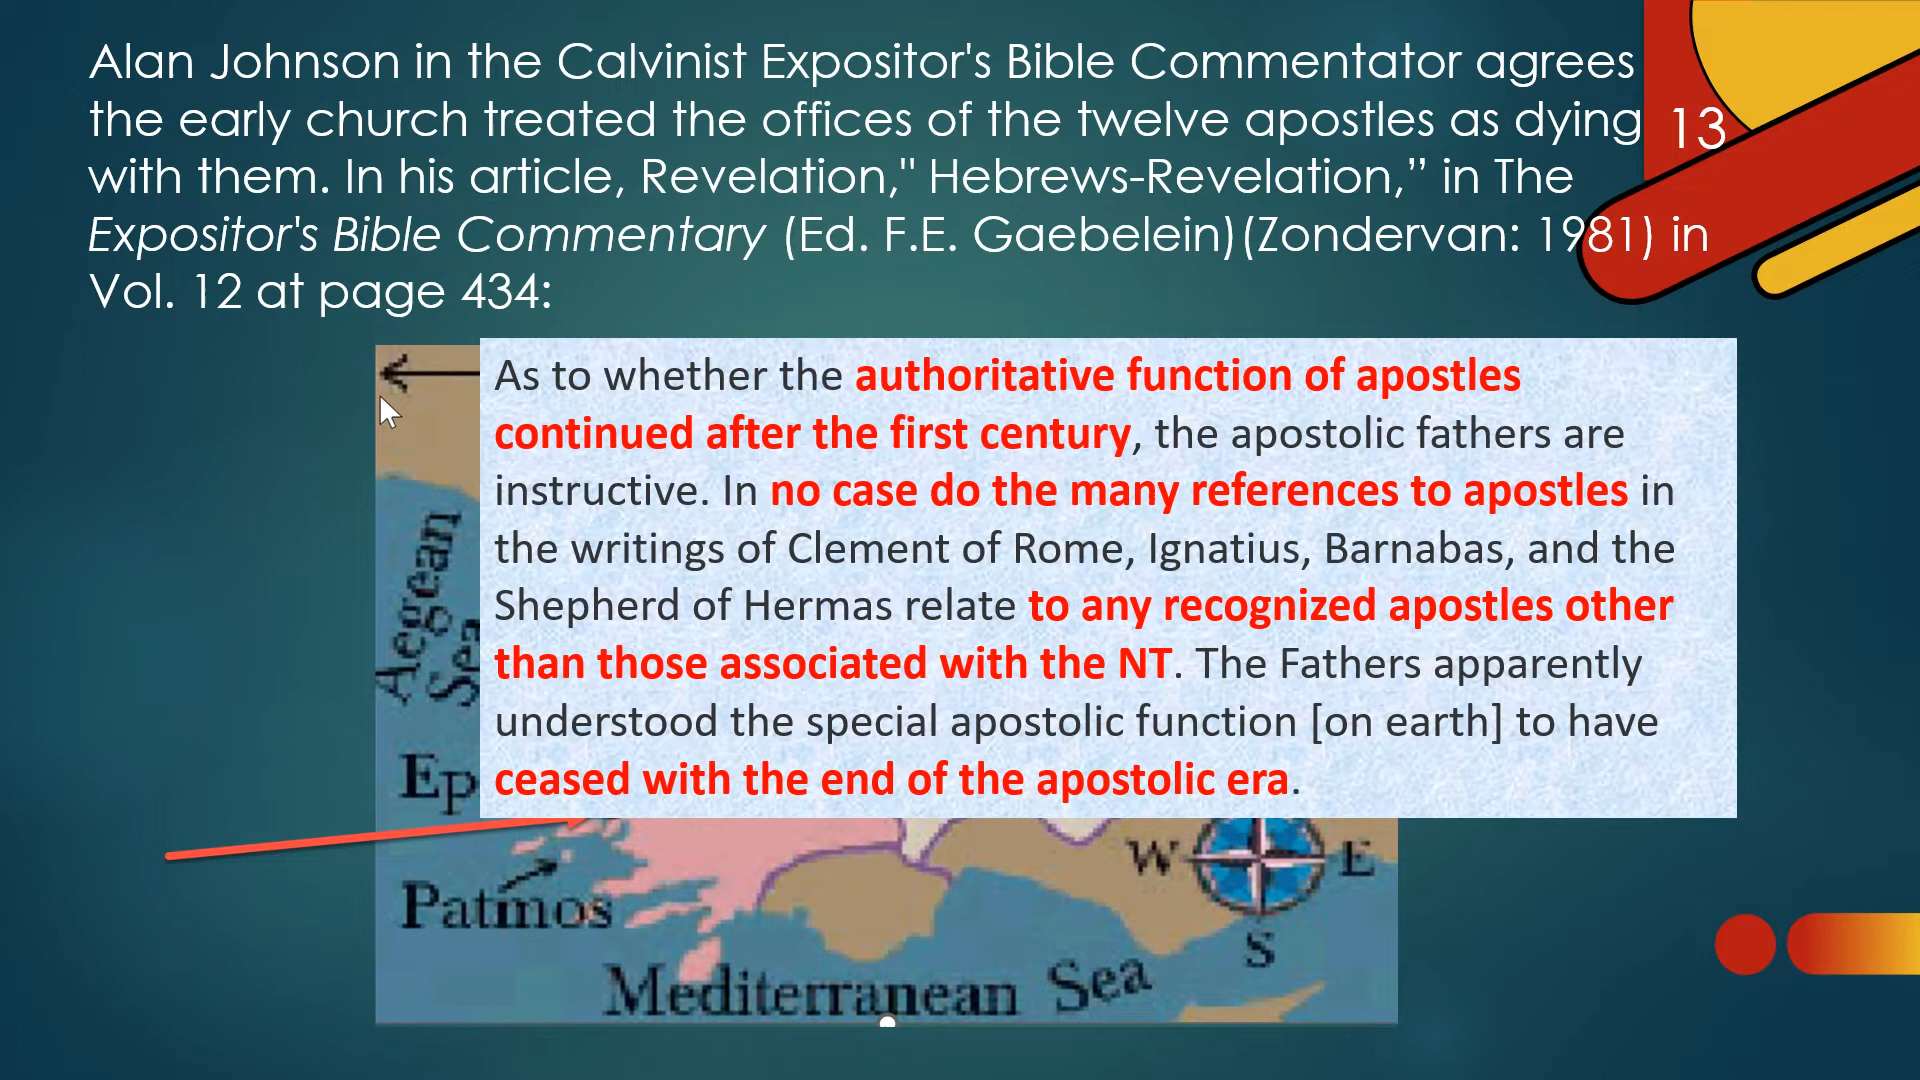 Alan Johnson in the Calvinist Expositor's Bible Commentator agrees
the early church treated the offices of the twelve apostles as dying
with them. In his article, Revelation," Hebrews-Revelation,” in The
Expositor's Bible Commentary (Ed. F.E. Gaebelein)(Zondervan: 1981) in
Vol. 12 at page 434:
13
As to whether the authoritative function of apostles
continued after the first century, the apostolic fathers are
instructive. In no case do the many references to apostles in
the writings of Clement of Rome, Ignatius, Barnabas, and the
Shepherd of Hermas relate to any recognized apostles other
than those associated with the NT. The Fathers apparently
understood the special apostolic function [on earth] to have
ceased with the end of the apostolic era.
Aegean
Sea
Ep
Patmos
Mediterranean Sea
W
E
S